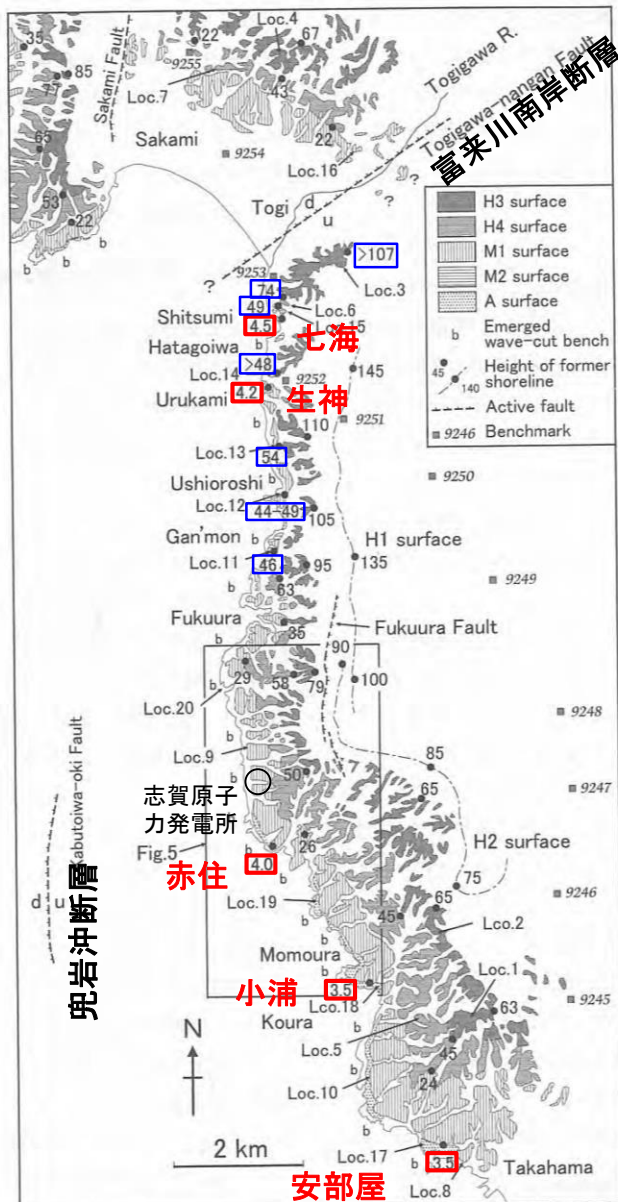 35
Sakami Fault
22
Loc.4
67
9255
75
85
Loc.7
43
Togigawa R.
Togigawa-nangan Fault
富来川南岸断層
Sakami
65
9254
22
Loc.16
53
22
b
b
Togi
d
u
?
?
?
H3 surface
H4 surface
M1 surface
M2 surface
A surface
b Emerged wave-cut bench
45 140 Height of former shoreline
Active fault
9246 Benchmark
9253
>107
Loc.3
74
49
Loc.6
Shitsumi
4.5
Loc.15
七海
Hatagoiwa
b
>48
Loc.14
9252
145
Urukami
4.2
生神
9251
b
110
Loc.13
54
b
9250
Ushioroshi
Loc.12
44-49
105
Gan'mon
b
H1 surface
Loc.11
46
95
135
9249
b
63
Fukuura
35
Fukuura Fault
b
90
29
58
79
100
b
Loc.20
9248
Loc.9
85
b
50
?
9247
志賀原子
力発電所
65
Kabutoiwa-oki Fault
兜岩沖断層
d u
26
H2 surface
Fig.5
b
b
4.0
赤住
75
9246
Loc.19
65
45
Lco.2
b
Momoura
b
Loc.1
小浦
3.5
Lco.18
9245
Koura
63
N
Loc.5
b
45
24
Loc.10
b
2 km
Loc.17
b
3.5
Takahama
安部屋
Loc.8